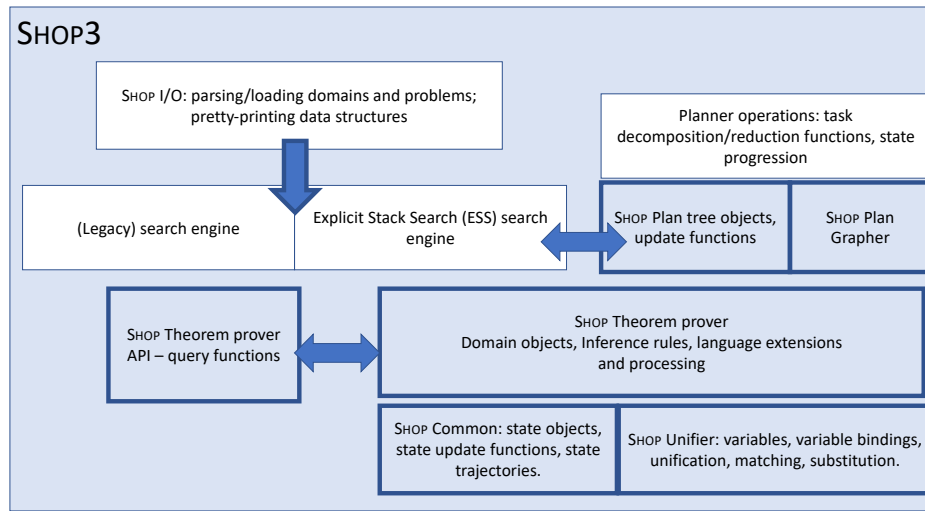 SHOP3
SHOP I/O: parsing/loading domains and problems;
pretty-printing data structures
Planner operations: task
decomposition/reduction functions, state
progression
(Legacy) search engine
Explicit Stack Search (ESS) search
engine
SHOP Plan tree objects,
update functions
SHOP Plan
Grapher
SHOP Theorem prover
API – query functions
SHOP Theorem prover
Domain objects, Inference rules, language extensions
and processing
SHOP Common: state objects,
state update functions, state
trajectories.
SHOP Unifier: variables, variable bindings,
unification, matching, substitution.